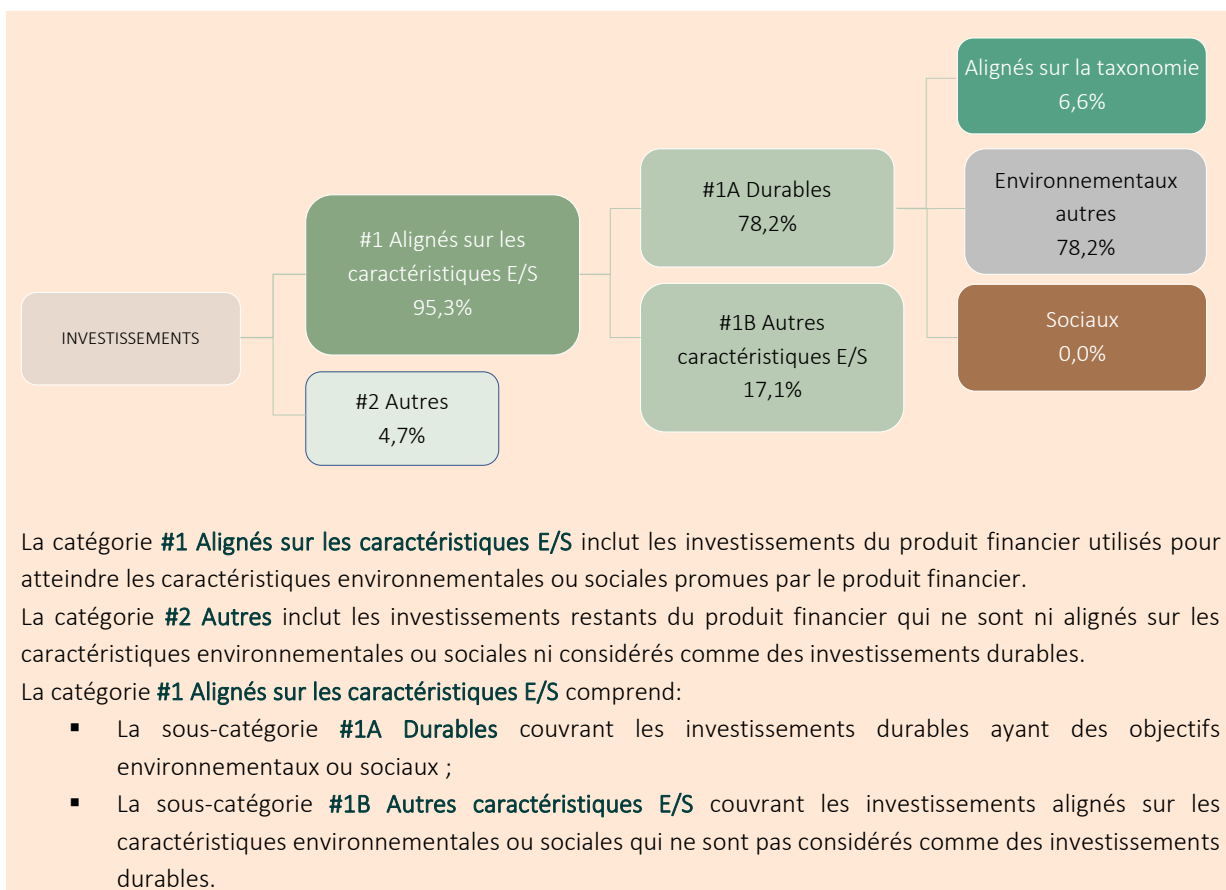 INVESTISSEMENTS
#1 Alignés sur les
caractéristiques E/S
95,3%
#2 Autres
4,7%
#1A Durables
78,2%
#1B Autres
caractéristiques E/S
17,1%
Alignés sur la taxonomie
6,6%
Environnementaux
autres
78,2%
Sociaux
0,0%
La catégorie #1 Alignés sur les caractéristiques E/S inclut les investissements du produit financier utilisés pour
atteindre les caractéristiques environnementales ou sociales promues par le produit financier.
La catégorie #2 Autres inclut les investissements restants du produit financier qui ne sont ni alignés sur les
caractéristiques environnementales ou sociales ni considérés comme des investissements durables.
La catégorie #1 Alignés sur les caractéristiques E/S comprend:
▪ La sous-catégorie #1A Durables couvrant les investissements durables ayant des objectifs
environnementaux ou sociaux ;
▪ La sous-catégorie #1B Autres caractéristiques E/S couvrant les investissements alignés sur les
caractéristiques environnementales ou sociales qui ne sont pas considérés comme des investissements
durables.